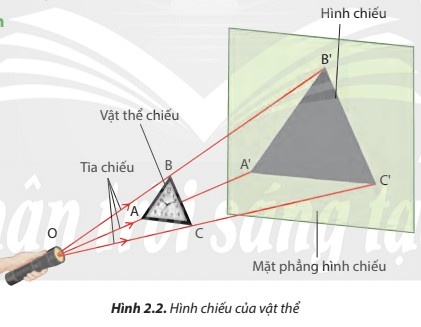 Hình chiếu
B'
Vật thể chiếu
Tia chiếu
B
A'
A
C'
O
C
Mặt phẳng hình chiếu
Hình 2.2. Hình chiếu của vật thể